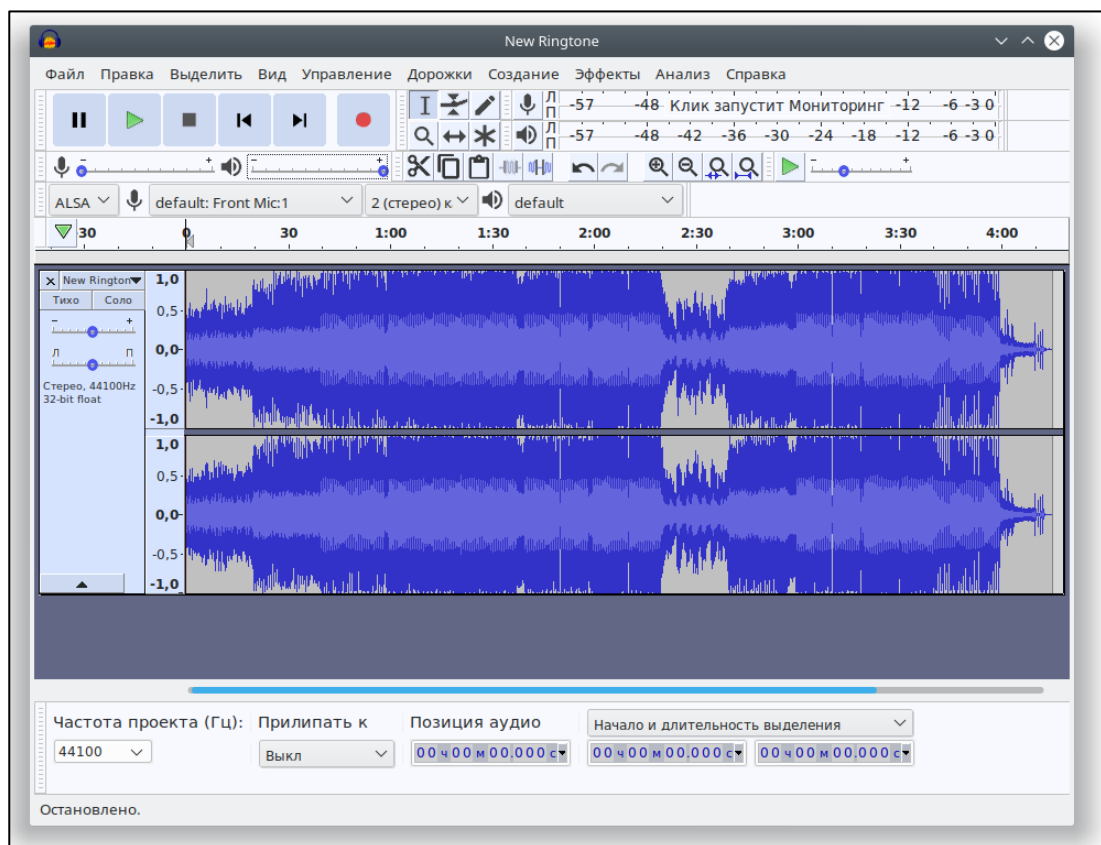 New Ringtone
Файл Правка Выделить Вид Управление Дорожки Создание Эффекты Анализ Справка
Л П -57 -48 Клик запустит Мониторинг -12 -6 -3 0
Л П -57 -48 -42 -36 -30 -24 -18 -12 -6 -3 0
- + - + - +
ALSA default: Front Mic:1 2 (стерео) к default
30 0 30 1:00 1:30 2:00 2:30 3:00 3:30 4:00
x New Rington 1,0
Тихо Соло
0,5
- +
Л П 0,0
Стерео, 44100Hz -0,5
32-bit float
-1,0
1,0
0,5
0,0
-0,5
-1,0
Частота проекта (Гц): Прилипать к Позиция аудио Начало и длительность выделения
44100 Выкл 00 ч 00 м 00.000 с 00 ч 00 м 00.000 с 00 ч 00 м 00.000 с
Остановлено.